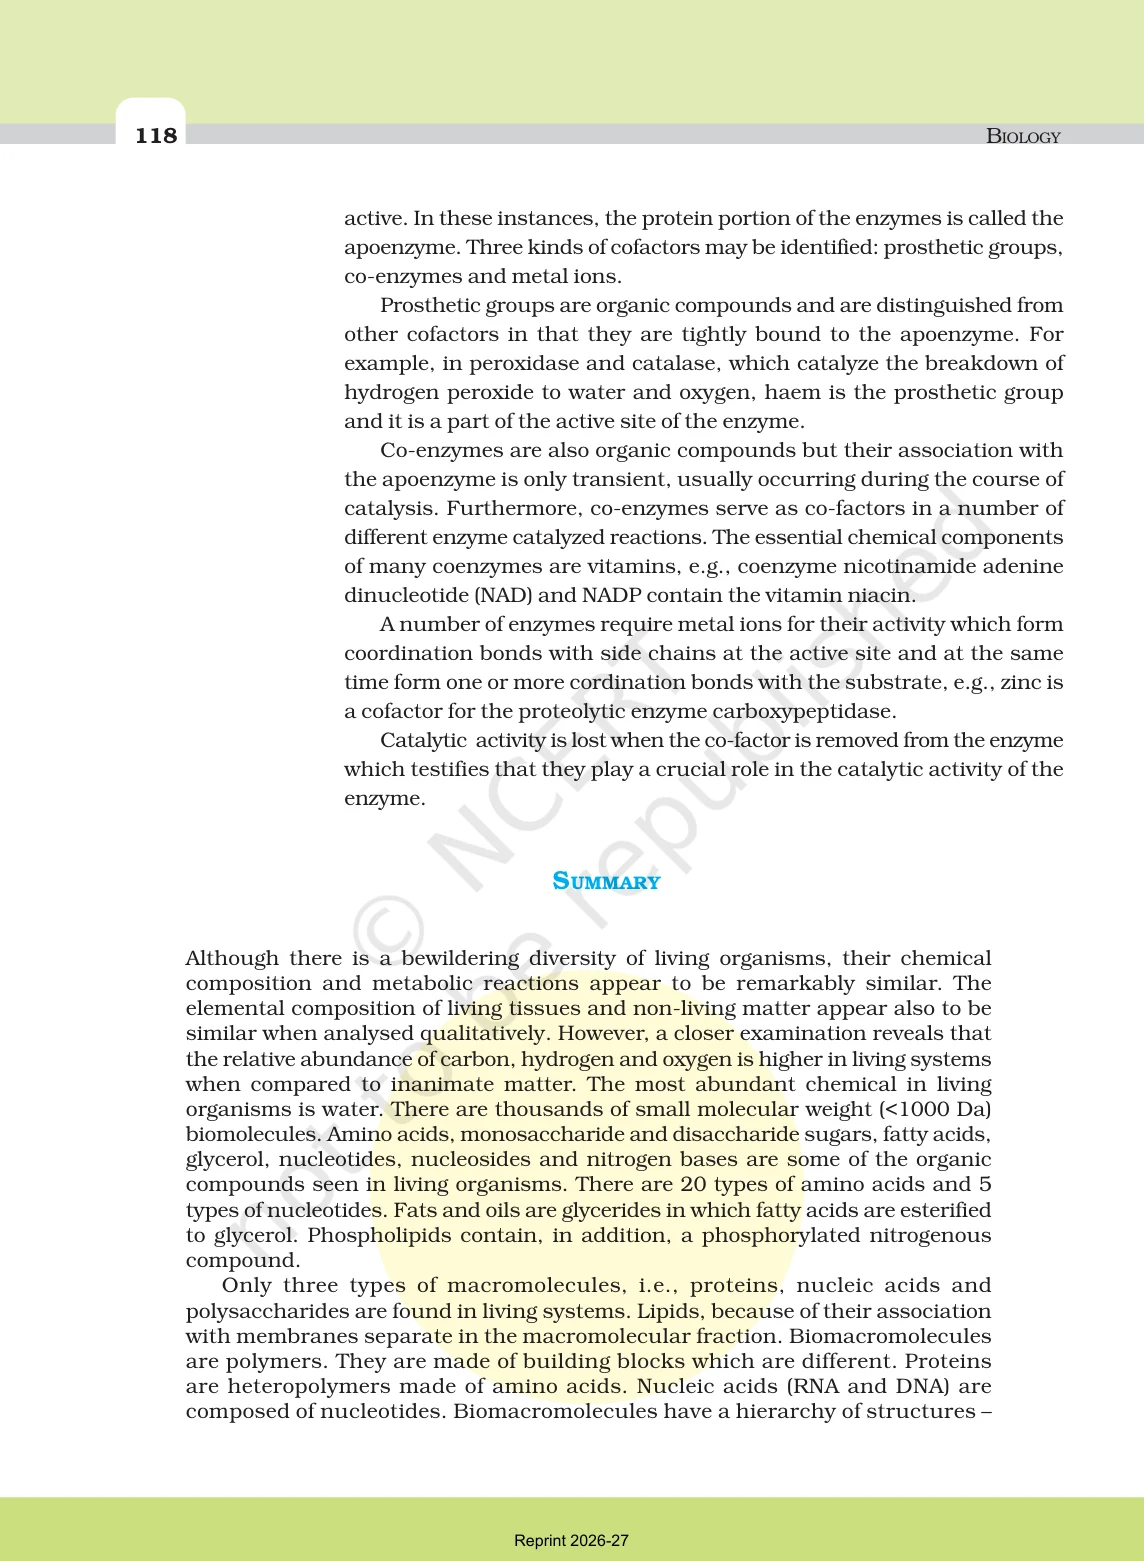 118
BIOLOGY
active. In these instances, the protein portion of the enzymes is called the
apoenzyme. Three kinds of cofactors may be identified: prosthetic groups,
co-enzymes and metal ions.
Prosthetic groups are organic compounds and are distinguished from
other cofactors in that they are tightly bound to the apoenzyme. For
example, in peroxidase and catalase, which catalyze the breakdown of
hydrogen peroxide to water and oxygen, haem is the prosthetic group
and it is a part of the active site of the enzyme.
Co-enzymes are also organic compounds but their association with
the apoenzyme is only transient, usually occurring during the course of
catalysis. Furthermore, co-enzymes serve as co-factors in a number of
different enzyme catalyzed reactions. The essential chemical components
of many coenzymes are vitamins, e.g., coenzyme nicotinamide adenine
dinucleotide (NAD) and NADP contain the vitamin niacin.
A number of enzymes require metal ions for their activity which form
coordination bonds with side chains at the active site and at the same
time form one or more cordination bonds with the substrate, e.g., zinc is
a cofactor for the proteolytic enzyme carboxypeptidase.
Catalytic activity is lost when the co-factor is removed from the enzyme
which testifies that they play a crucial role in the catalytic activity of the
enzyme.
SUMMARY
Although there is a bewildering diversity of living organisms, their chemical
composition and metabolic reactions appear to be remarkably similar. The
elemental composition of living tissues and non-living matter appear also to be
similar when analysed qualitatively. However, a closer examination reveals that
the relative abundance of carbon, hydrogen and oxygen is higher in living systems
when compared to inanimate matter. The most abundant chemical in living
organisms is water. There are thousands of small molecular weight (<1000 Da)
biomolecules. Amino acids, monosaccharide and disaccharide sugars, fatty acids,
glycerol, nucleotides, nucleosides and nitrogen bases are some of the organic
compounds seen in living organisms. There are 20 types of amino acids and 5
types of nucleotides. Fats and oils are glycerides in which fatty acids are esterified
to glycerol. Phospholipids contain, in addition, a phosphorylated nitrogenous
compound.
Only three types of macromolecules, i.e., proteins, nucleic acids and
polysaccharides are found in living systems. Lipids, because of their association
with membranes separate in the macromolecular fraction. Biomacromolecules
are polymers. They are made of building blocks which are different. Proteins
are heteropolymers made of amino acids. Nucleic acids (RNA and DNA) are
composed of nucleotides. Biomacromolecules have a hierarchy of structures –
© NCERT
not to be republished
Reprint 2026-27